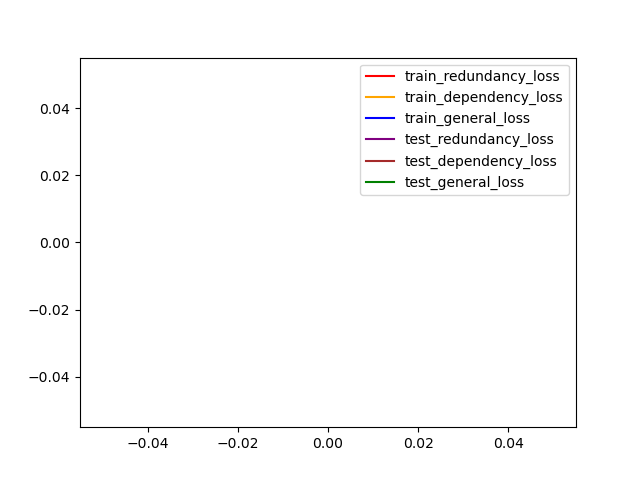 train_redundancy_loss
train_dependency_loss
train_general_loss
test_redundancy_loss
test_dependency_loss
test_general_loss
0.04
0.02
0.00
−0.02
−0.04
−0.04 −0.02 0.00 0.02 0.04